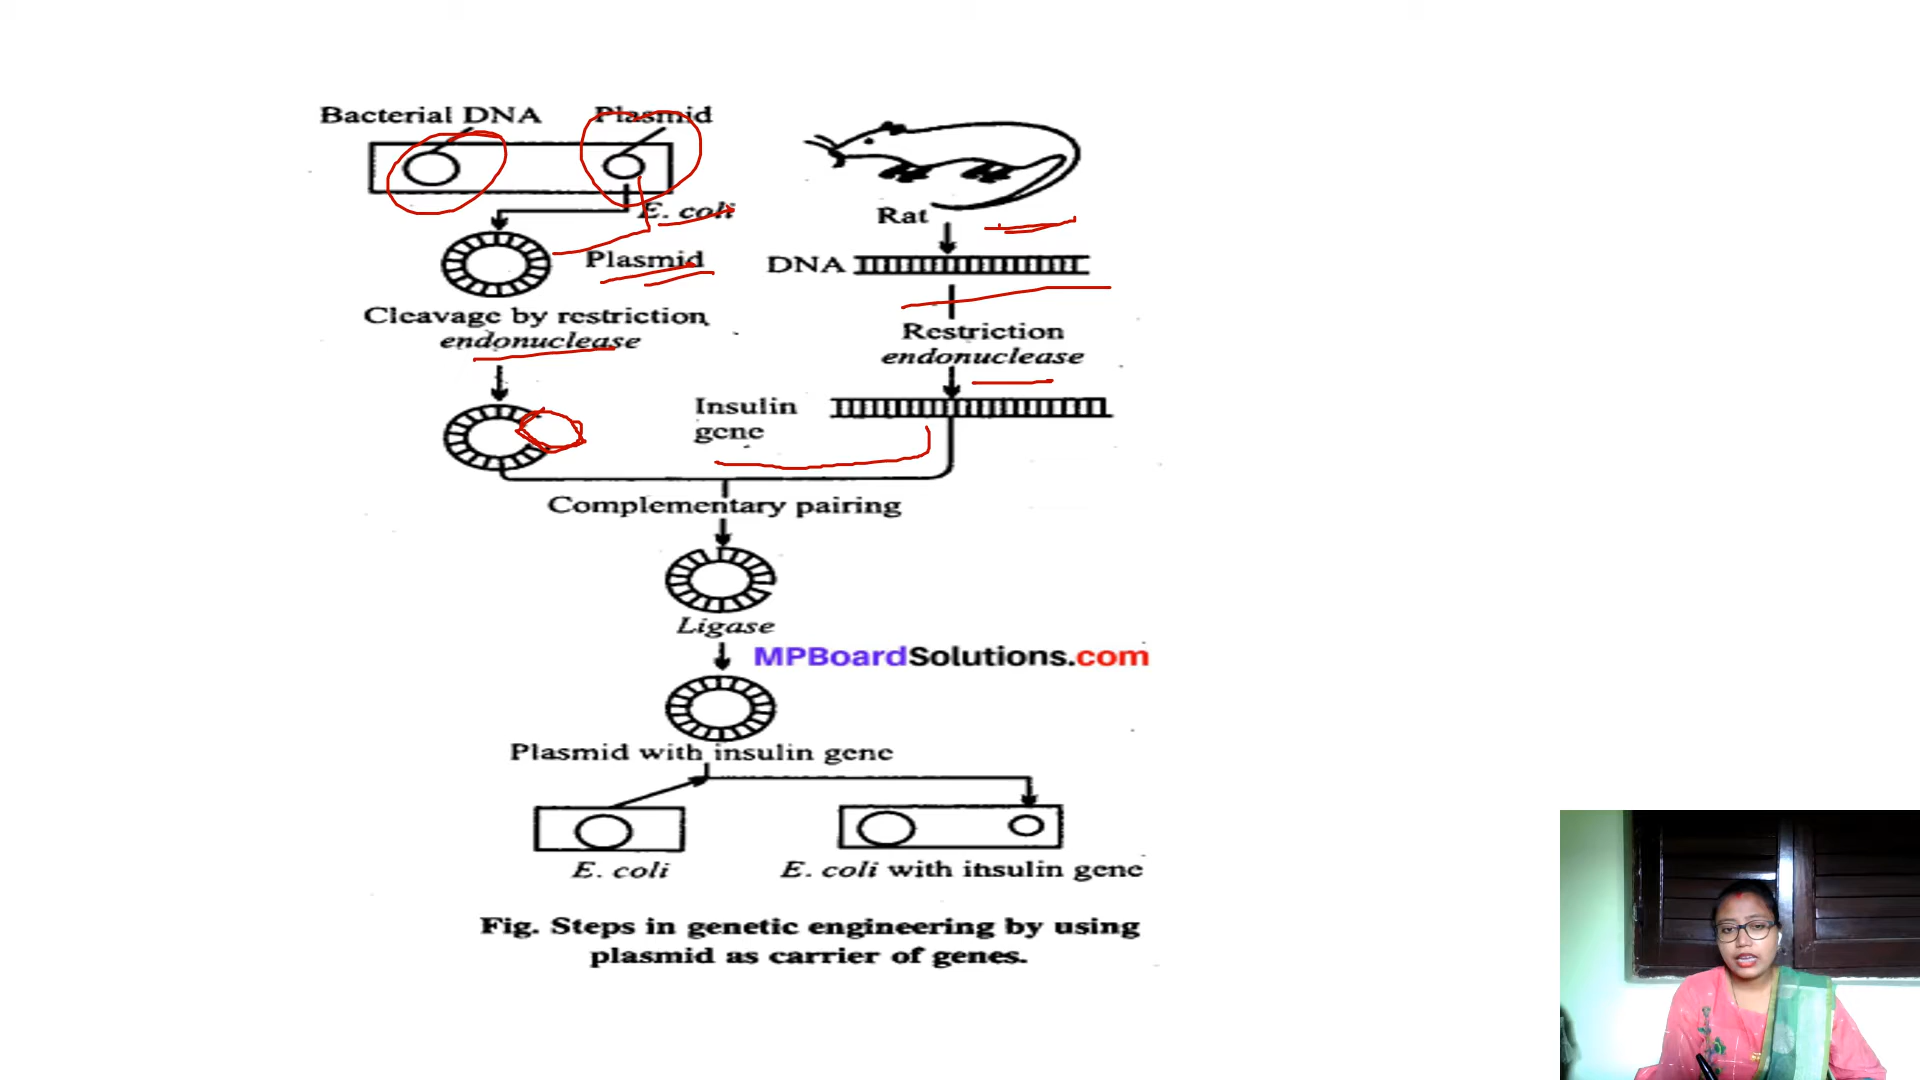 Bacterial DNA
Plasmid
E. coli
Rat
Plasmid
DNA
Cleavage by restriction
endonuclease
Restriction
endonuclease
Insulin
gene
Complementary pairing
Ligase
MPBoardSolutions.com
Plasmid with insulin gene
E. coli
E. coli with insulin gene
Fig. Steps in genetic engineering by using
plasmid as carrier of genes.